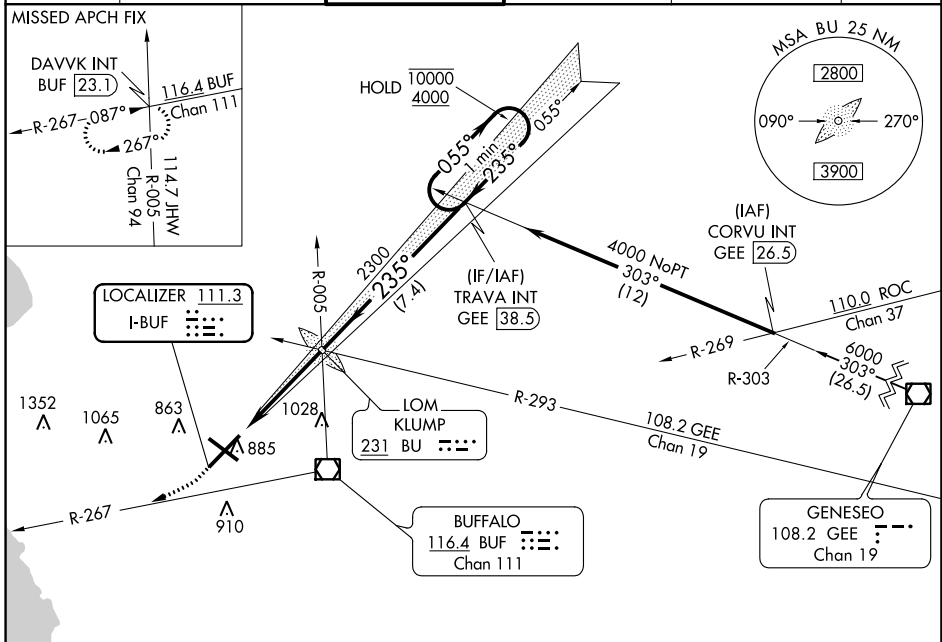 MISSED APCH FIX
DAVVK INT
BUF 23.1
116.4 BUF
Chan 111
R-267
087°
267°
114.7 JHW
R-005
Chan 94
HOLD
10000
4000
055°
1 min
235°
055°
MSA BU 25 NM
2800
090°
270°
3900
(IAF)
CORVU INT
GEE 26.5
4000 NoPT
303°
(12)
110.0 ROC
Chan 37
R-269
R-303
6000
303°
(26.5)
2300
235°
(7.4)
(IF/IAF)
TRAVA INT
GEE 38.5
R-005
LOCALIZER 111.3
I-BUF
1352
1065
863
1028
885
910
LOM
KLUMP
231 BU
R-293
108.2 GEE
Chan 19
R-267
BUFFALO
116.4 BUF
Chan 111
GENESEO
108.2 GEE
Chan 19